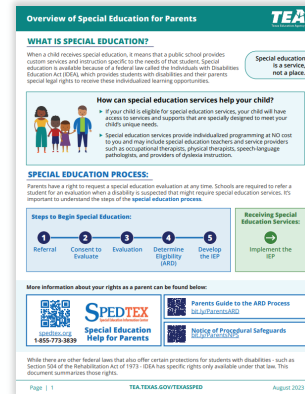 Overview of Special Education for Parents
TEA
Texas Education Agency
WHAT IS SPECIAL EDUCATION?
When a child receives special education, it means that a public school provides
custom services and instruction specific to the needs of that student. Special
education is available because of a federal law called the Individuals with Disabilities
Education Act (IDEA), which provides students with disabilities and their parents
special legal rights to receive these individualized learning opportunities.
Special education
is a service,
not a place.
How can special education services help your child?
If your child is eligible for special education services, your child will have
access to services and supports that are specially designed to meet your
child's unique needs.
Special education services provide individualized programming at NO cost
to you and may include special education teachers and service providers
such as occupational therapists, physical therapists, speech-language
pathologists, and providers of dyslexia instruction.
SPECIAL EDUCATION PROCESS:
Parents have a right to request a special education evaluation at any time. Schools are required to refer a
student for an evaluation when a disability is suspected that might require special education services. It's
important to understand the steps of the special education process.
Steps to Begin Special Education:
1 2 3 4 5
Referral
Consent to
Evaluate
Evaluation
Determine
Eligibility
(ARD)
Develop
the IEP
Receiving Special
Education Services:
Implement the
IEP
More information about your rights as a parent can be found below:
spedtex.org
1-855-773-3839
SPEDTEX
Special Education
Help for Parents
Parents Guide to the ARD Process
bit.ly/ParentsARD
Notice of Procedural Safeguards
bit.ly/ParentsNPS
While there are other federal laws that also offer certain protections for students with disabilities - such as
Section 504 of the Rehabilitation Act of 1973 - IDEA has specific rights only available under that law. This
document summarizes those rights.
Page | 1
TEA.TEXAS.GOV/TEXASSPED
August 2023